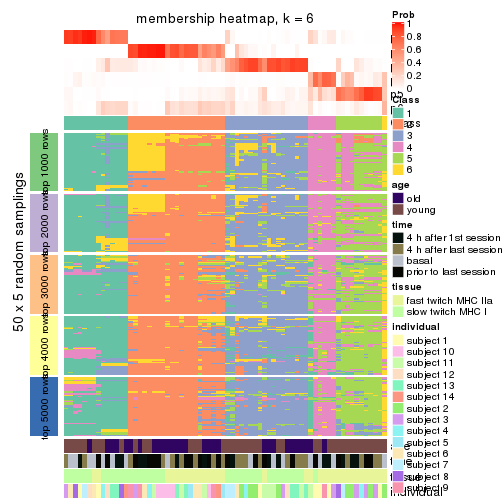 membership heatmap, k = 6
50 x 5 random samplings
top 1000 rows
top 2000 rows
top 3000 rows
top 4000 rows
top 5000 rows
Prob
1
0.8
0.6
0.4
0.2
0
Class
1
2
3
4
5
6
age
old
young
time
4 h after 1st session
4 h after last session
basal
prior to last session
tissue
fast twitch MHC IIa
slow twitch MHC I
individual
subject 1
subject 10
subject 11
subject 12
subject 13
subject 14
subject 2
subject 3
subject 4
subject 5
subject 6
subject 7
subject 8
subject 9